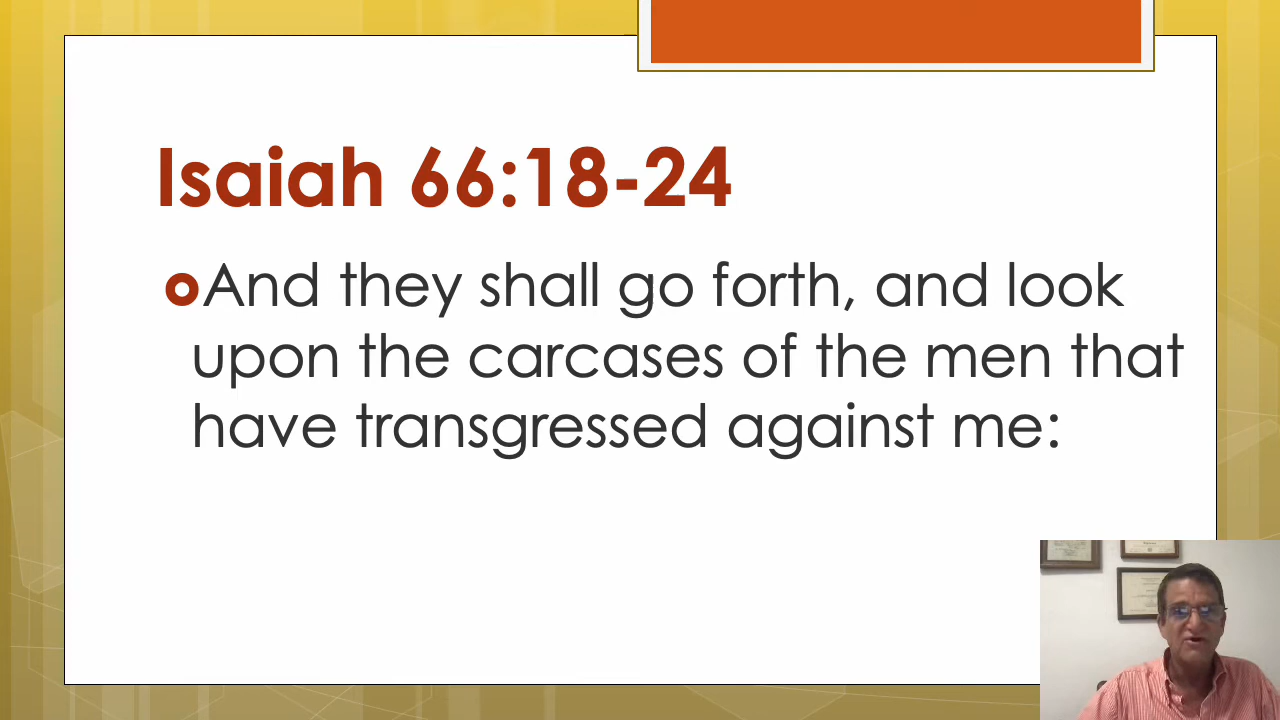 Isaiah 66:18-24
And they shall go forth, and look
upon the carcases of the men that
have transgressed against me: